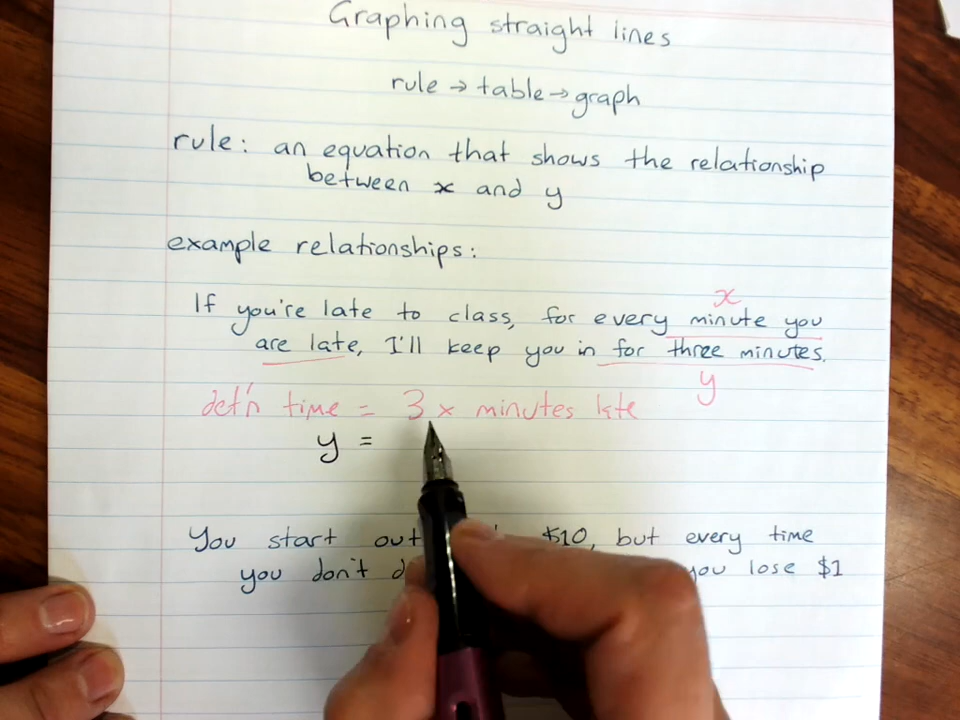 Graphing straight lines
rule → table → graph
rule: an equation that shows the relationship
between x and y
example relationships:
x
If you're late to class, for every minute you
are late, I'll keep you in for three minutes.
y
det'n time = 3 x minutes late
y =
You start out $10, but every time
you don't you lose $1